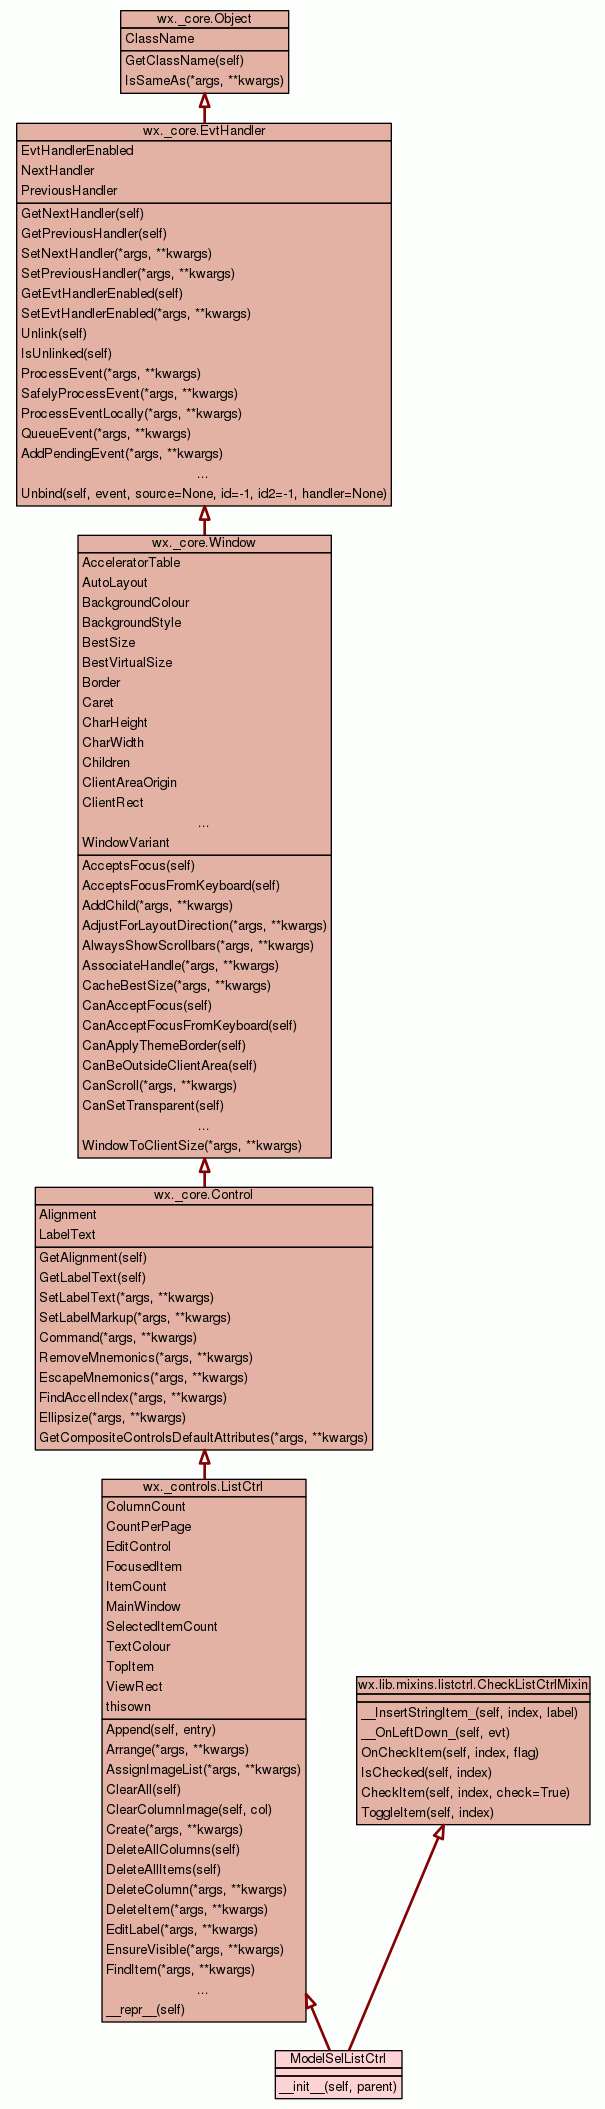 wx._core.Object
ClassName
GetClassName(self)
IsSameAs(*args, **kwargs)
wx._core.EvtHandler
EvtHandlerEnabled
NextHandler
PreviousHandler
GetNextHandler(self)
GetPreviousHandler(self)
SetNextHandler(*args, **kwargs)
SetPreviousHandler(*args, **kwargs)
GetEvtHandlerEnabled(self)
SetEvtHandlerEnabled(*args, **kwargs)
Unlink(self)
IsUnlinked(self)
ProcessEvent(*args, **kwargs)
SafelyProcessEvent(*args, **kwargs)
ProcessEventLocally(*args, **kwargs)
QueueEvent(*args, **kwargs)
AddPendingEvent(*args, **kwargs)
...
Unbind(self, event, source=None, id=-1, id2=-1, handler=None)
wx._core.Window
AcceleratorTable
AutoLayout
BackgroundColour
BackgroundStyle
BestSize
BestVirtualSize
Border
Caret
CharHeight
CharWidth
Children
ClientAreaOrigin
ClientRect
...
WindowVariant
AcceptsFocus(self)
AcceptsFocusFromKeyboard(self)
AddChild(*args, **kwargs)
AdjustForLayoutDirection(*args, **kwargs)
AlwaysShowScrollbars(*args, **kwargs)
AssociateHandle(*args, **kwargs)
CacheBestSize(*args, **kwargs)
CanAcceptFocus(self)
CanAcceptFocusFromKeyboard(self)
CanApplyThemeBorder(self)
CanBeOutsideClientArea(self)
CanScroll(*args, **kwargs)
CanSetTransparent(self)
...
WindowToClientSize(*args, **kwargs)
wx._core.Control
Alignment
LabelText
GetAlignment(self)
GetLabelText(self)
SetLabelText(*args, **kwargs)
SetLabelMarkup(*args, **kwargs)
Command(*args, **kwargs)
RemoveMnemonics(*args, **kwargs)
EscapeMnemonics(*args, **kwargs)
FindAccelIndex(*args, **kwargs)
Ellipsize(*args, **kwargs)
GetCompositeControlsDefaultAttributes(*args, **kwargs)
wx._controls.ListCtrl
ColumnCount
CountPerPage
EditControl
FocusedItem
ItemCount
MainWindow
SelectedItemCount
TextColour
TopItem
ViewRect
thisown
Append(self, entry)
Arrange(*args, **kwargs)
AssignImageList(*args, **kwargs)
ClearAll(self)
ClearColumnImage(self, col)
Create(*args, **kwargs)
DeleteAllColumns(self)
DeleteAllItems(self)
DeleteColumn(*args, **kwargs)
DeleteItem(*args, **kwargs)
EditLabel(*args, **kwargs)
EnsureVisible(*args, **kwargs)
FindItem(*args, **kwargs)
...
__repr__(self)
wx.lib.mixins.listctrl.CheckListCtrlMixin
__InsertStringItem_(self, index, label)
__OnLeftDown_(self, evt)
OnCheckItem(self, index, flag)
IsChecked(self, index)
CheckItem(self, index, check=True)
ToggleItem(self, index)
ModelSelListCtrl
__init__(self, parent)